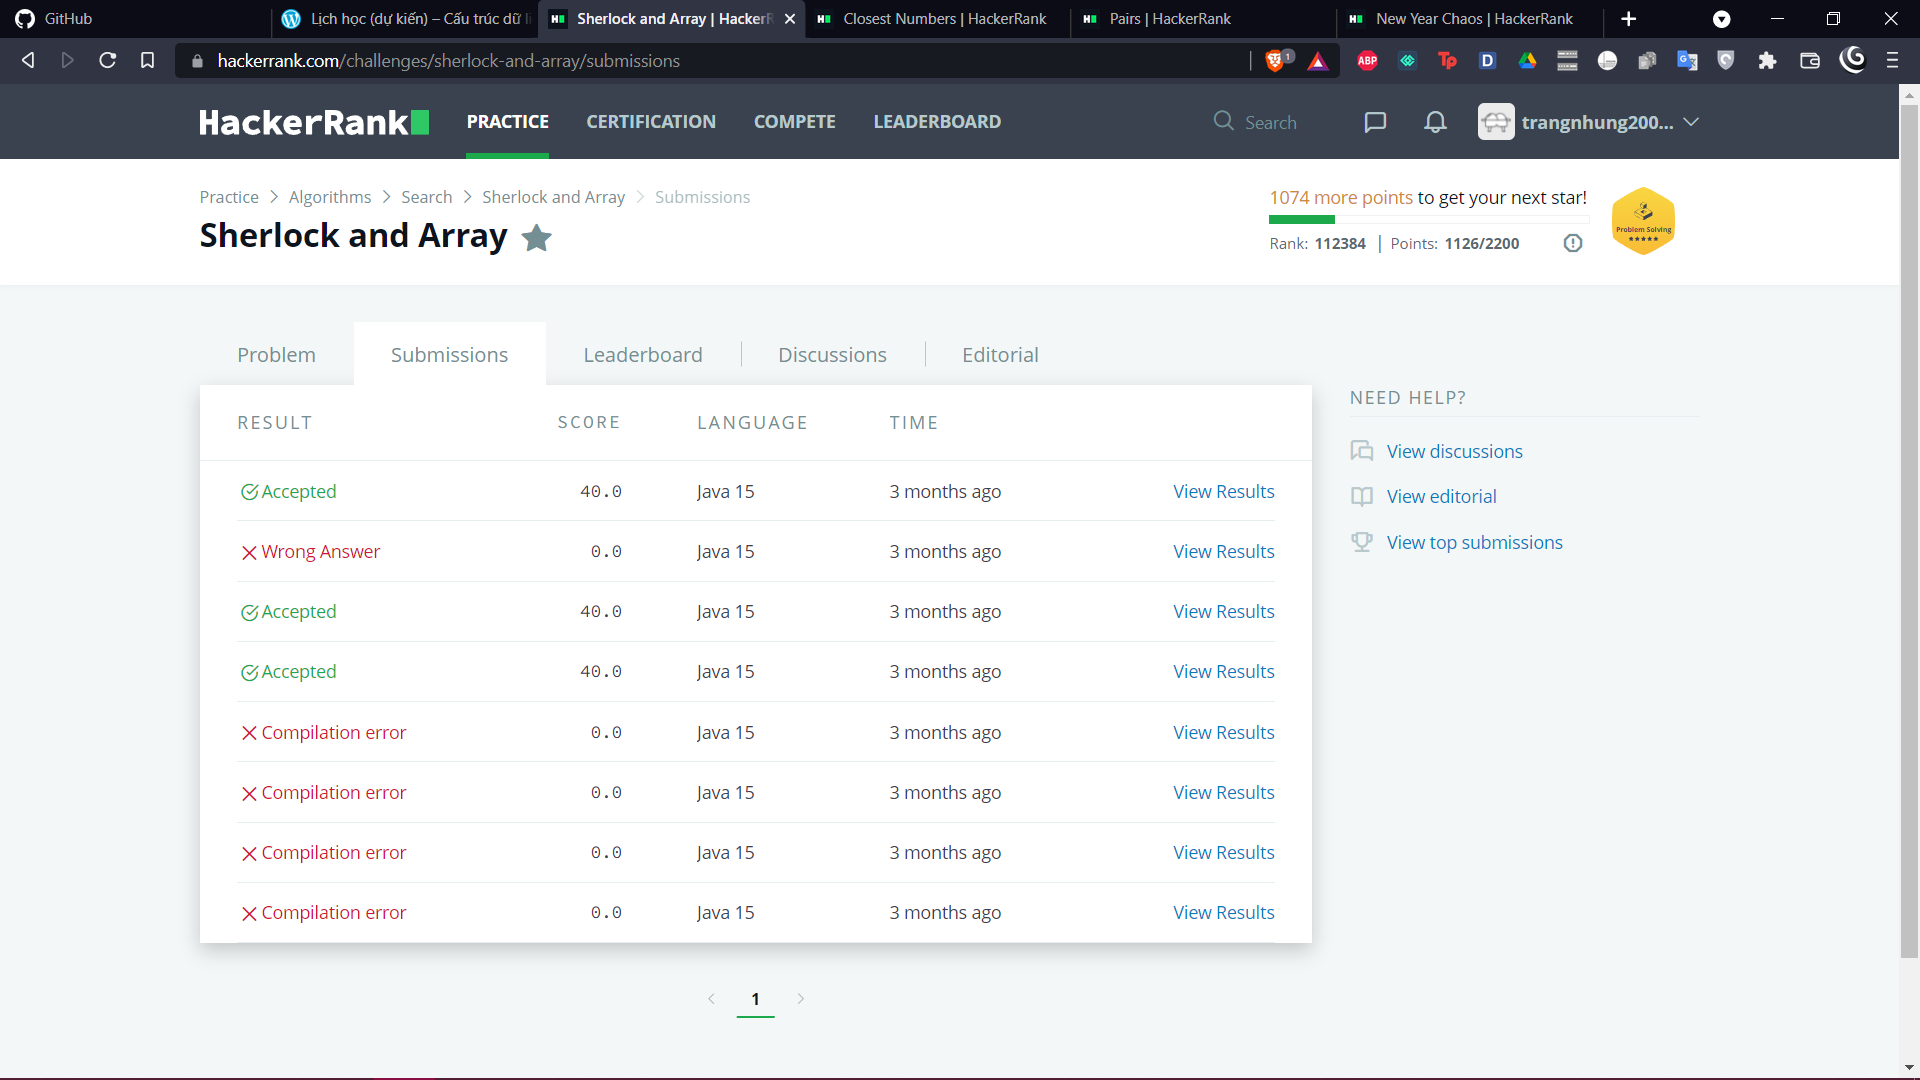 GitHub
Lịch học (dự kiến) – Cấu trúc dữ li
Sherlock and Array | HackerR
Closest Numbers | HackerRank
Pairs | HackerRank
New Year Chaos | HackerRank
hackerrank.com/challenges/sherlock-and-array/submissions
1
ABP
Tp
D
HackerRank
PRACTICE
CERTIFICATION
COMPETE
LEADERBOARD
Search
trangnhung200...
Practice > Algorithms > Search > Sherlock and Array > Submissions
Sherlock and Array
1074 more points to get your next star!
Rank: 112384 | Points: 1126/2200
Problem Solving
Problem
Submissions
Leaderboard
Discussions
Editorial
RESULT SCORE LANGUAGE TIME
Accepted 40.0 Java 15 3 months ago View Results
Wrong Answer 0.0 Java 15 3 months ago View Results
Accepted 40.0 Java 15 3 months ago View Results
Accepted 40.0 Java 15 3 months ago View Results
Compilation error 0.0 Java 15 3 months ago View Results
Compilation error 0.0 Java 15 3 months ago View Results
Compilation error 0.0 Java 15 3 months ago View Results
Compilation error 0.0 Java 15 3 months ago View Results
1
NEED HELP?
View discussions
View editorial
View top submissions